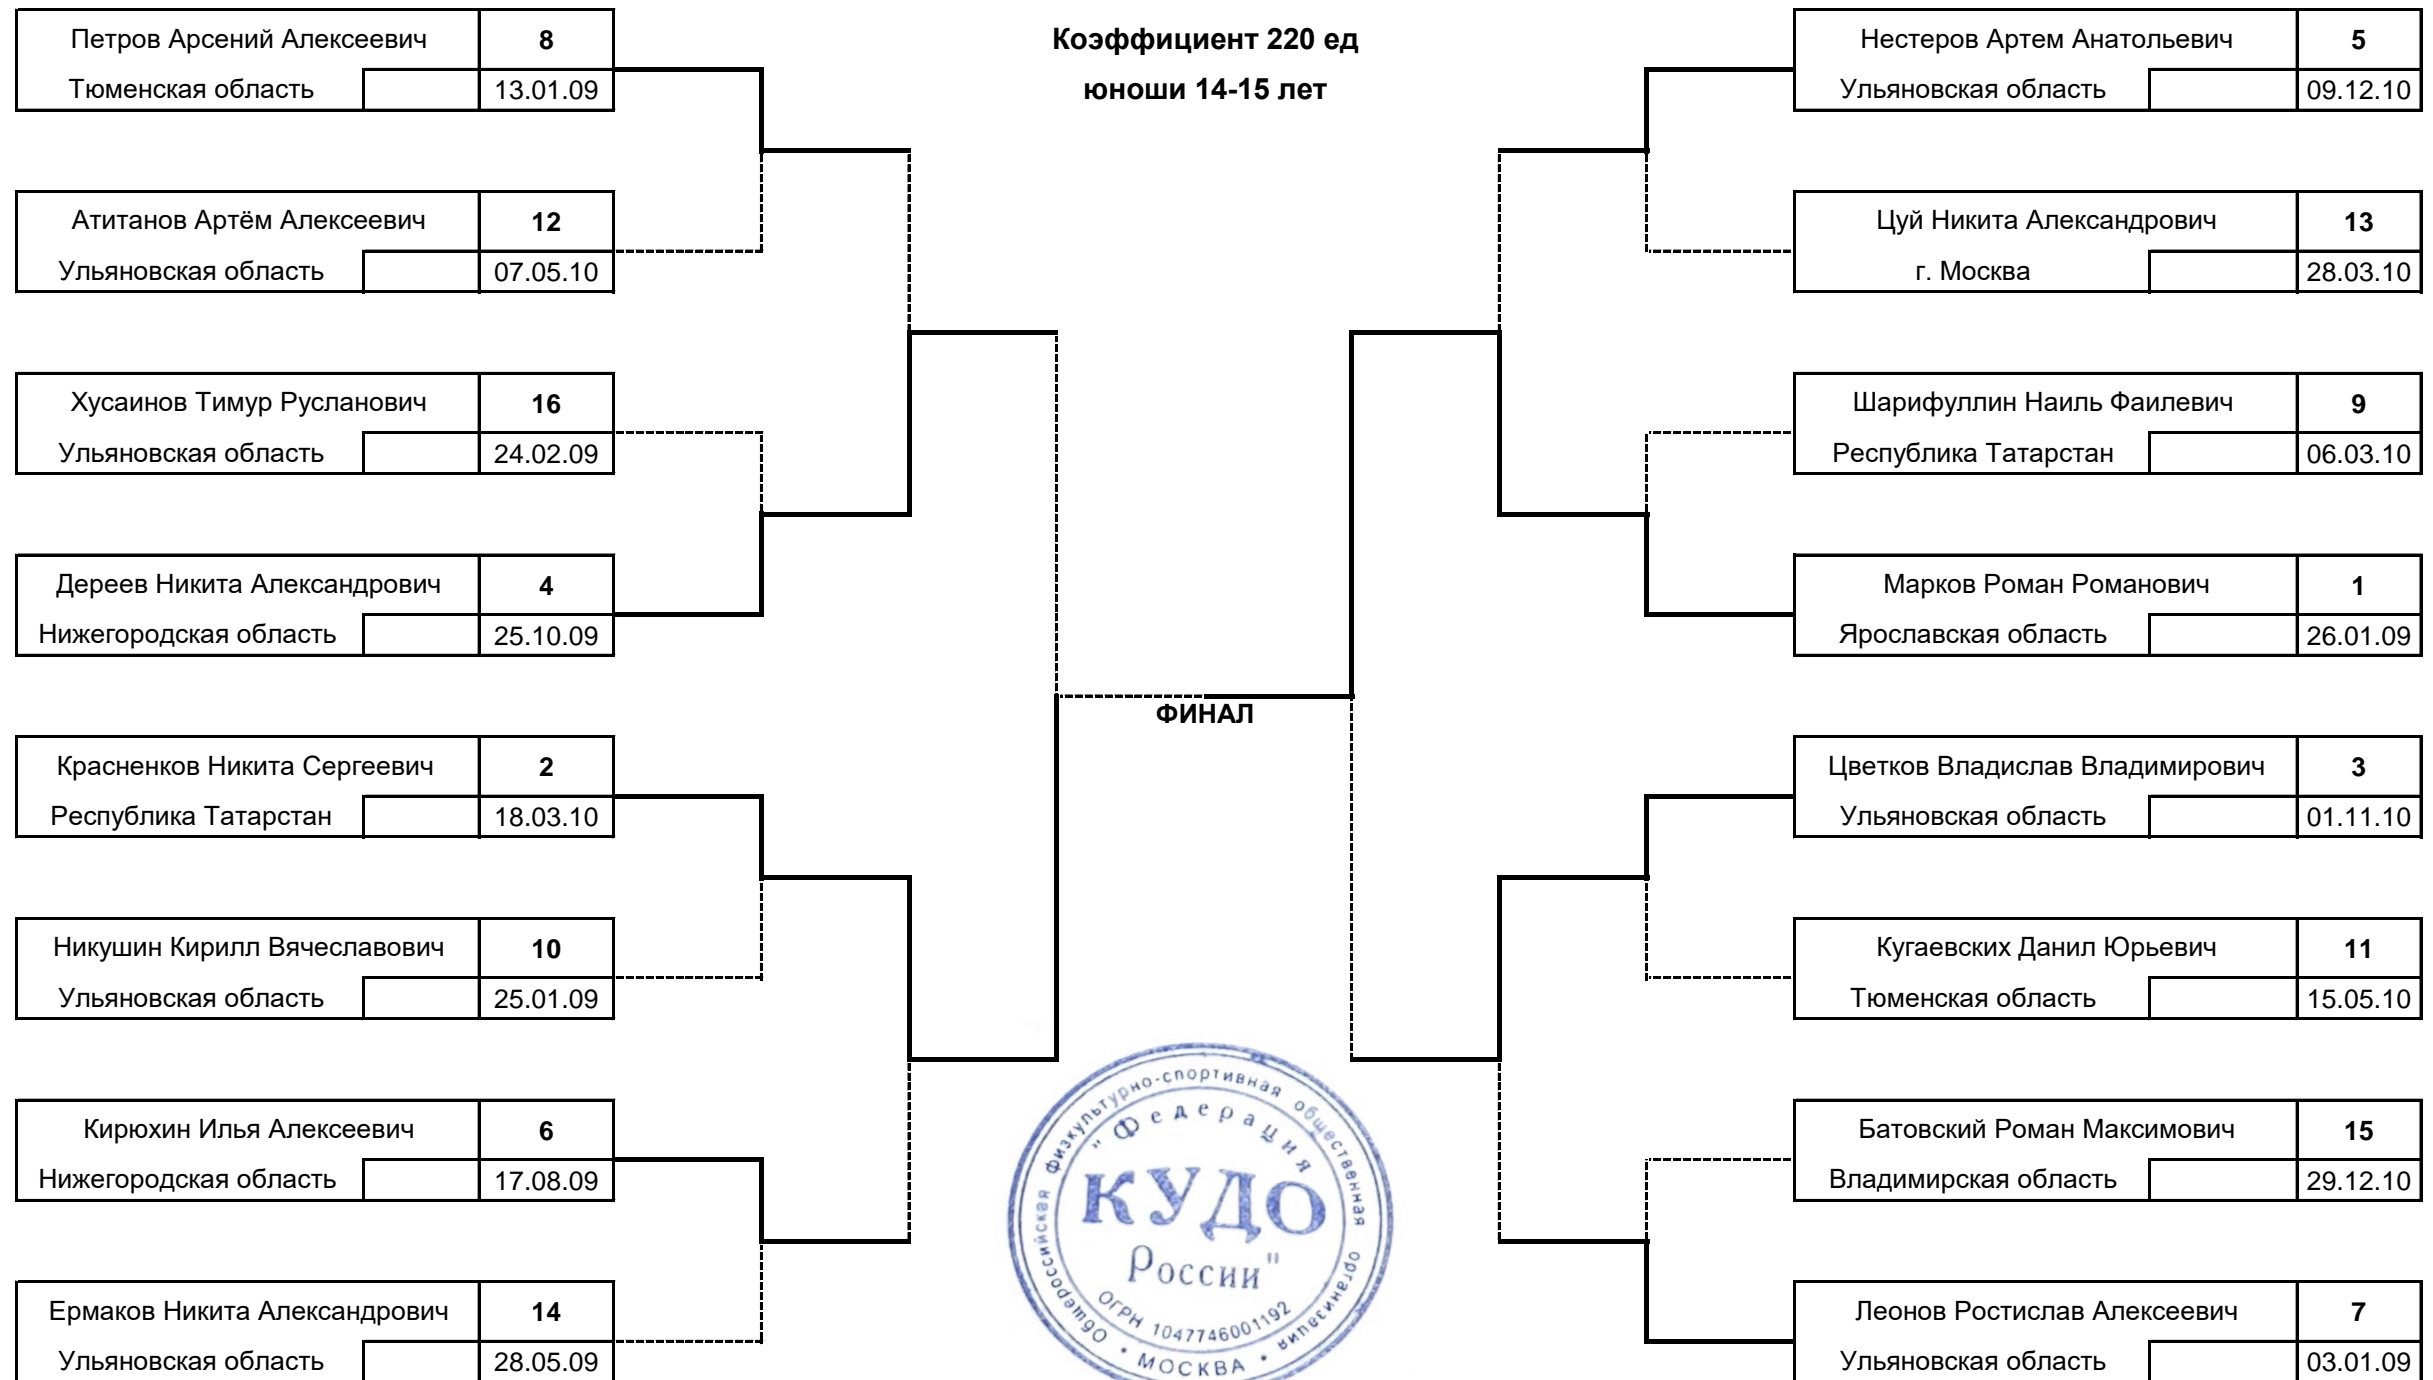 Коэффициент 220 ед
юноши 14-15 лет
Петров Арсений Алексеевич 8
Тюменская область 13.01.09
Атитанов Артём Алексеевич 12
Ульяновская область 07.05.10
Хусаинов Тимур Русланович 16
Ульяновская область 24.02.09
Дереев Никита Александрович 4
Нижегородская область 25.10.09
Красненков Никита Сергеевич 2
Республика Татарстан 18.03.10
Никушин Кирилл Вячеславович 10
Ульяновская область 25.01.09
Кирюхин Илья Алексеевич 6
Нижегородская область 17.08.09
Ермаков Никита Александрович 14
Ульяновская область 28.05.09
ФИНАЛ
Нестеров Артем Анатольевич 5
Ульяновская область 09.12.10
Цуй Никита Александрович 13
г. Москва 28.03.10
Шарифуллин Наиль Фаилевич 9
Республика Татарстан 06.03.10
Марков Роман Романович 1
Ярославская область 26.01.09
Цветков Владислав Владимирович 3
Ульяновская область 01.11.10
Кугаевских Данил Юрьевич 11
Тюменская область 15.05.10
Батовский Роман Максимович 15
Владимирская область 29.12.10
Леонов Ростислав Алексеевич 7
Ульяновская область 03.01.09
Общероссийская физкультурно-спортивная общественная организация
"Федерация
КУДО
России"
ОГРН 1047746001192
• МОСКВА •